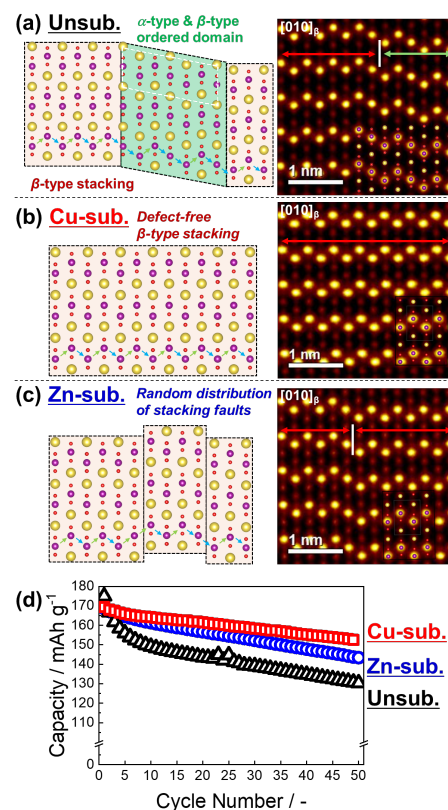 (a) Unsub.
α-type & β-type
ordered domain
β-type stacking
[010]β
1 nm
(b) Cu-sub.
Defect-free
β-type stacking
[010]β
1 nm
(c) Zn-sub.
Random distribution
of stacking faults
[010]β
1 nm
(d)
Capacity / mAh g⁻¹
180
170
160
150
140
130
120
110
0 5 10 15 20 25 30 35 40 45 50
Cycle Number / -
Cu-sub.
Zn-sub.
Unsub.